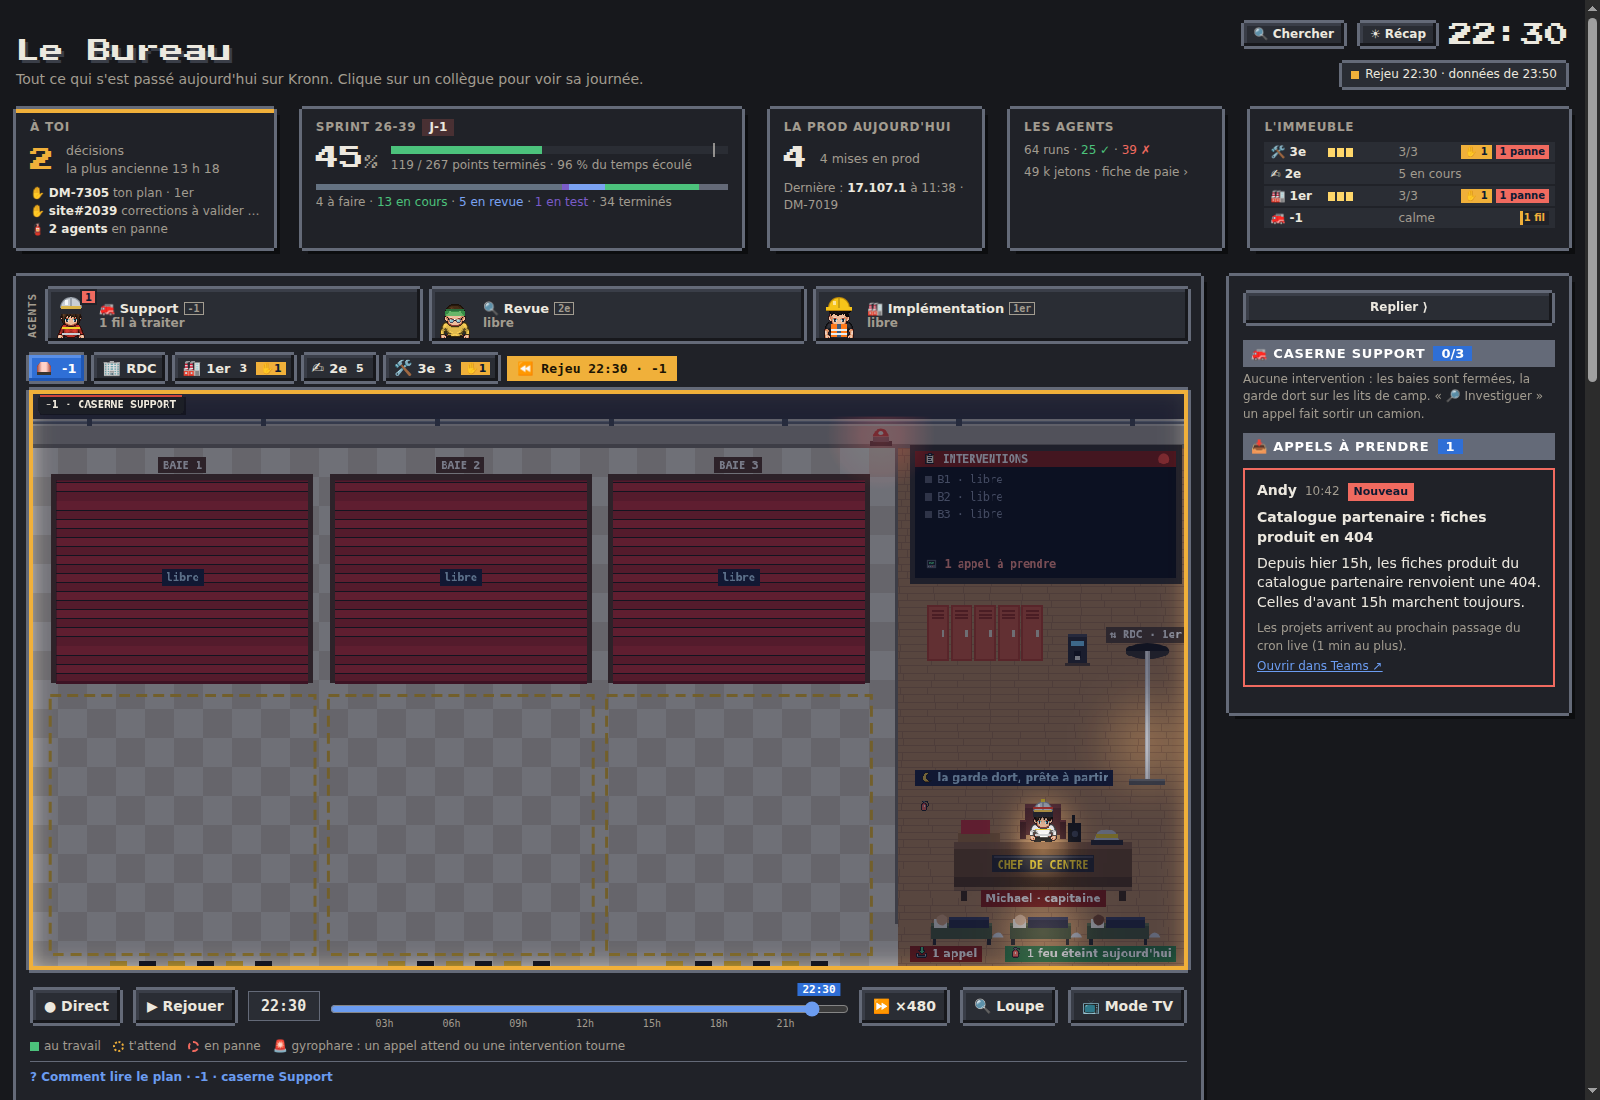 Le Bureau
Tout ce qui s'est passé aujourd'hui sur Kronn. Clique sur un collègue pour voir sa journée.
🔍 Chercher
☀ Récap
22:30
Rejeu 22:30 · données de 23:50
À TOI
2 décisions
la plus ancienne 13 h 18
✋ DM-7305 ton plan · 1er
✋ site#2039 corrections à valider ...
🧯 2 agents en panne
SPRINT 26-39 J-1
45%
119 / 267 points terminés · 96 % du temps écoulé
4 à faire · 13 en cours · 5 en revue · 1 en test · 34 terminés
LA PROD AUJOURD'HUI
4 4 mises en prod
Dernière : 17.107.1 à 11:38 ·
DM-7019
LES AGENTS
64 runs · 25 ✓ · 39 ✗
49 k jetons · fiche de paie ›
L'IMMEUBLE
🛠 3e 3/3 ✋ 1 1 panne
✍ 2e 5 en cours
🏭 1er 3/3 ✋ 1 1 panne
🚒 -1 calme 1 fil
AGENTS
1
🚒 Support -1
1 fil à traiter
🔍 Revue 2e
libre
🏭 Implémentation 1er
libre
🚨 -1
🏢 RDC
🏭 1er 3 ✋1
✍ 2e 5
🛠 3e 3 ✋1
⏪ Rejeu 22:30 · -1
-1 · CASERNE SUPPORT
BAIE 1
BAIE 2
BAIE 3
libre
libre
libre
INTERVENTIONS
B1 · libre
B2 · libre
B3 · libre
1 appel à prendre
⇅ RDC · 1er
☾ la garde dort, prête à partir
CHEF DE CENTRE
Michael · capitaine
1 appel
1 feu éteint aujourd'hui
● Direct
▶ Rejouer
22:30
22:30
03h 06h 09h 12h 15h 18h 21h
⏩ ×480
🔍 Loupe
📺 Mode TV
au travail t'attend en panne 🚨 gyrophare : un appel attend ou une intervention tourne
? Comment lire le plan · -1 · caserne Support
Replier ⟩
🚒 CASERNE SUPPORT 0/3
Aucune intervention : les baies sont fermées, la
garde dort sur les lits de camp. « 🔎 Investiguer »
un appel fait sortir un camion.
📥 APPELS À PRENDRE 1
Andy 10:42 Nouveau
Catalogue partenaire : fiches
produit en 404
Depuis hier 15h, les fiches produit du
catalogue partenaire renvoient une 404.
Celles d'avant 15h marchent toujours.
Les projets arrivent au prochain passage du
cron live (1 min au plus).
Ouvrir dans Teams ↗